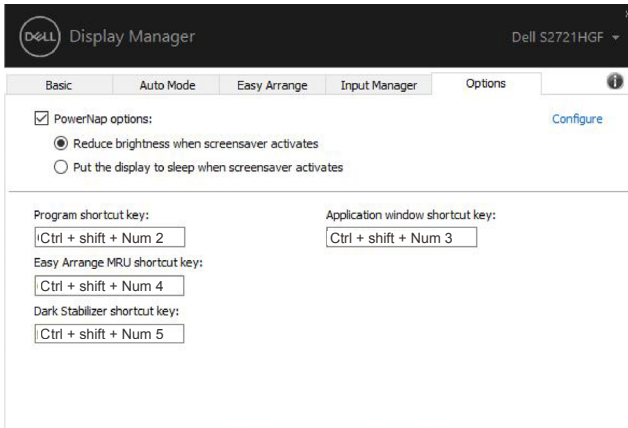 DELL Display Manager
Dell S2721HGF
Basic Auto Mode Easy Arrange Input Manager Options
PowerNap options:
Configure
Reduce brightness when screensaver activates
Put the display to sleep when screensaver activates
Program shortcut key:
Application window shortcut key:
Ctrl + shift + Num 2
Ctrl + shift + Num 3
Easy Arrange MRU shortcut key:
Ctrl + shift + Num 4
Dark Stabilizer shortcut key:
Ctrl + shift + Num 5